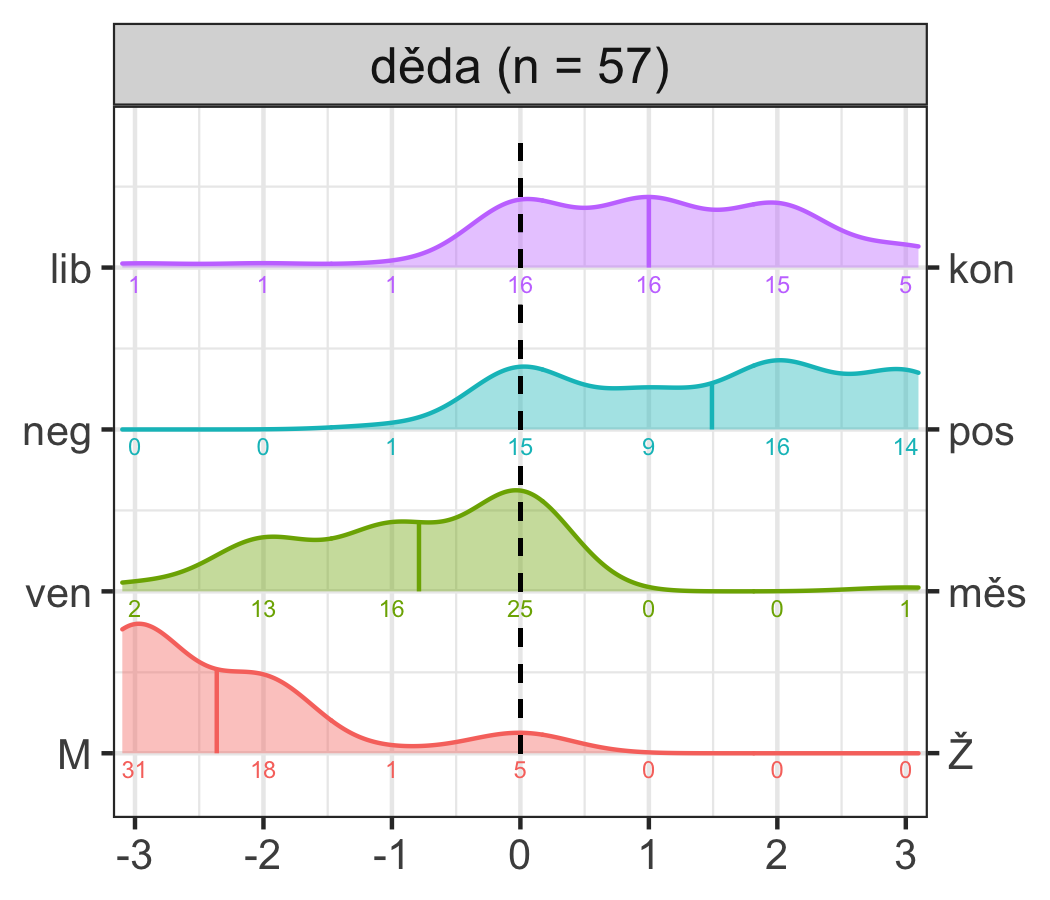 děda (n = 57)
lib kon
1 1 1 16 16 15 5
neg pos
0 0 1 15 9 16 14
ven měs
2 13 16 25 0 0 1
M Ž
31 18 1 5 0 0 0
-3 -2 -1 0 1 2 3